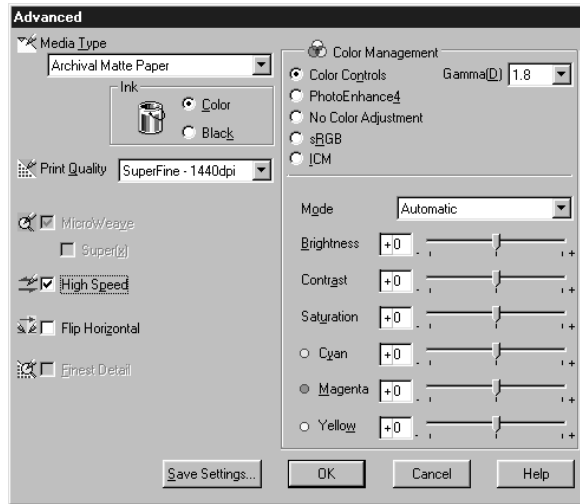 Advanced
Media Type
Archival Matte Paper
Ink
Color
Black
Print Quality
SuperFine - 1440dpi
MicroWeave
Super(x)
High Speed
Flip Horizontal
Finest Detail
Color Management
Color Controls
Gamma(D)
1.8
PhotoEnhance4
No Color Adjustment
sRGB
ICM
Mode
Automatic
Brightness +0 - +
Contrast +0 - +
Saturation +0 - +
Cyan +0 - +
Magenta +0 - +
Yellow +0 - +
Save Settings... OK Cancel Help